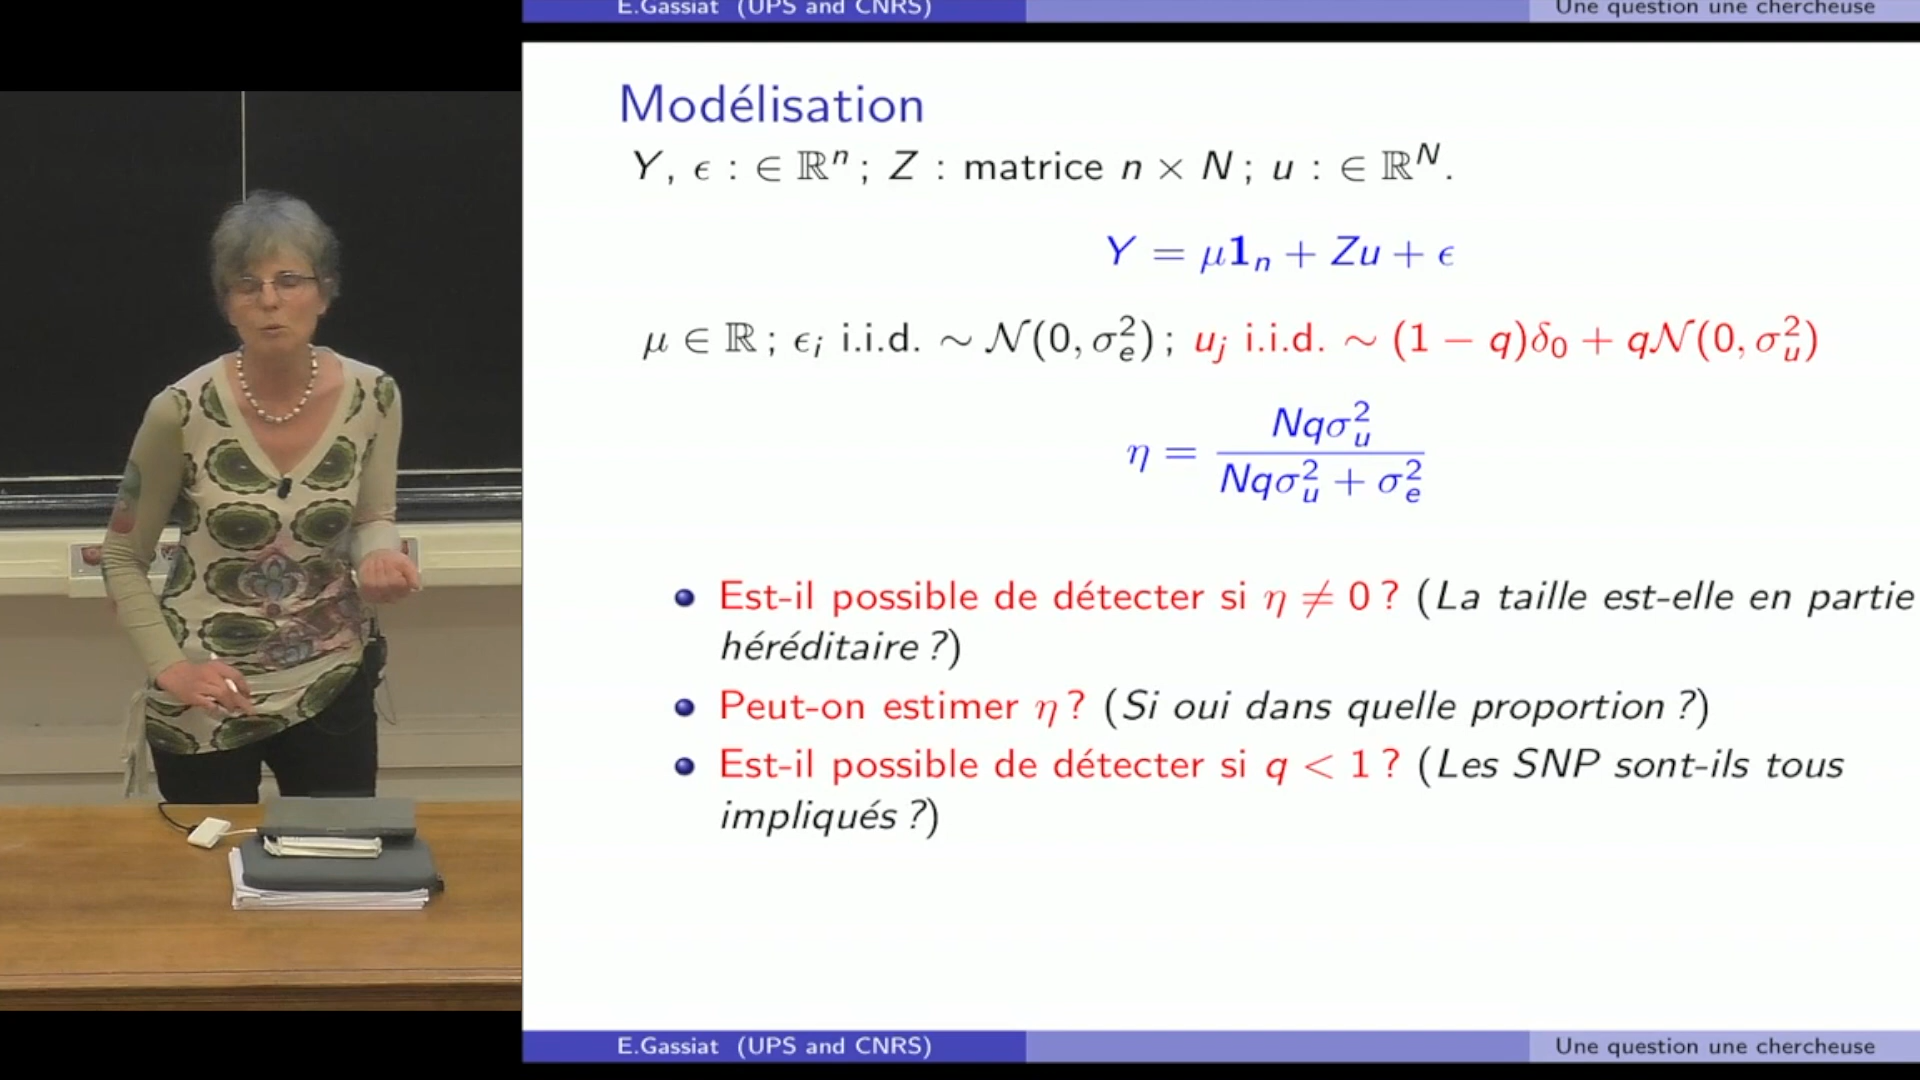 E.Gassiat (UPS and CNRS) Une question une chercheuse
Modélisation
Y, ϵ : ∈ ℝⁿ ; Z : matrice n × N ; u : ∈ ℝᴺ.
Y = μ𝟏ₙ + Zu + ϵ
μ ∈ ℝ ; ϵᵢ i.i.d. ∼ 𝒩(0, σₑ²) ; uⱼ i.i.d. ∼ (1 − q)δ₀ + q𝒩(0, σᵤ²)
η = Nqσᵤ² / (Nqσᵤ² + σₑ²)
• Est-il possible de détecter si η ≠ 0 ? (La taille est-elle en partie
héréditaire ?)
• Peut-on estimer η ? (Si oui dans quelle proportion ?)
• Est-il possible de détecter si q < 1 ? (Les SNP sont-ils tous
impliqués ?)
E.Gassiat (UPS and CNRS) Une question une chercheuse